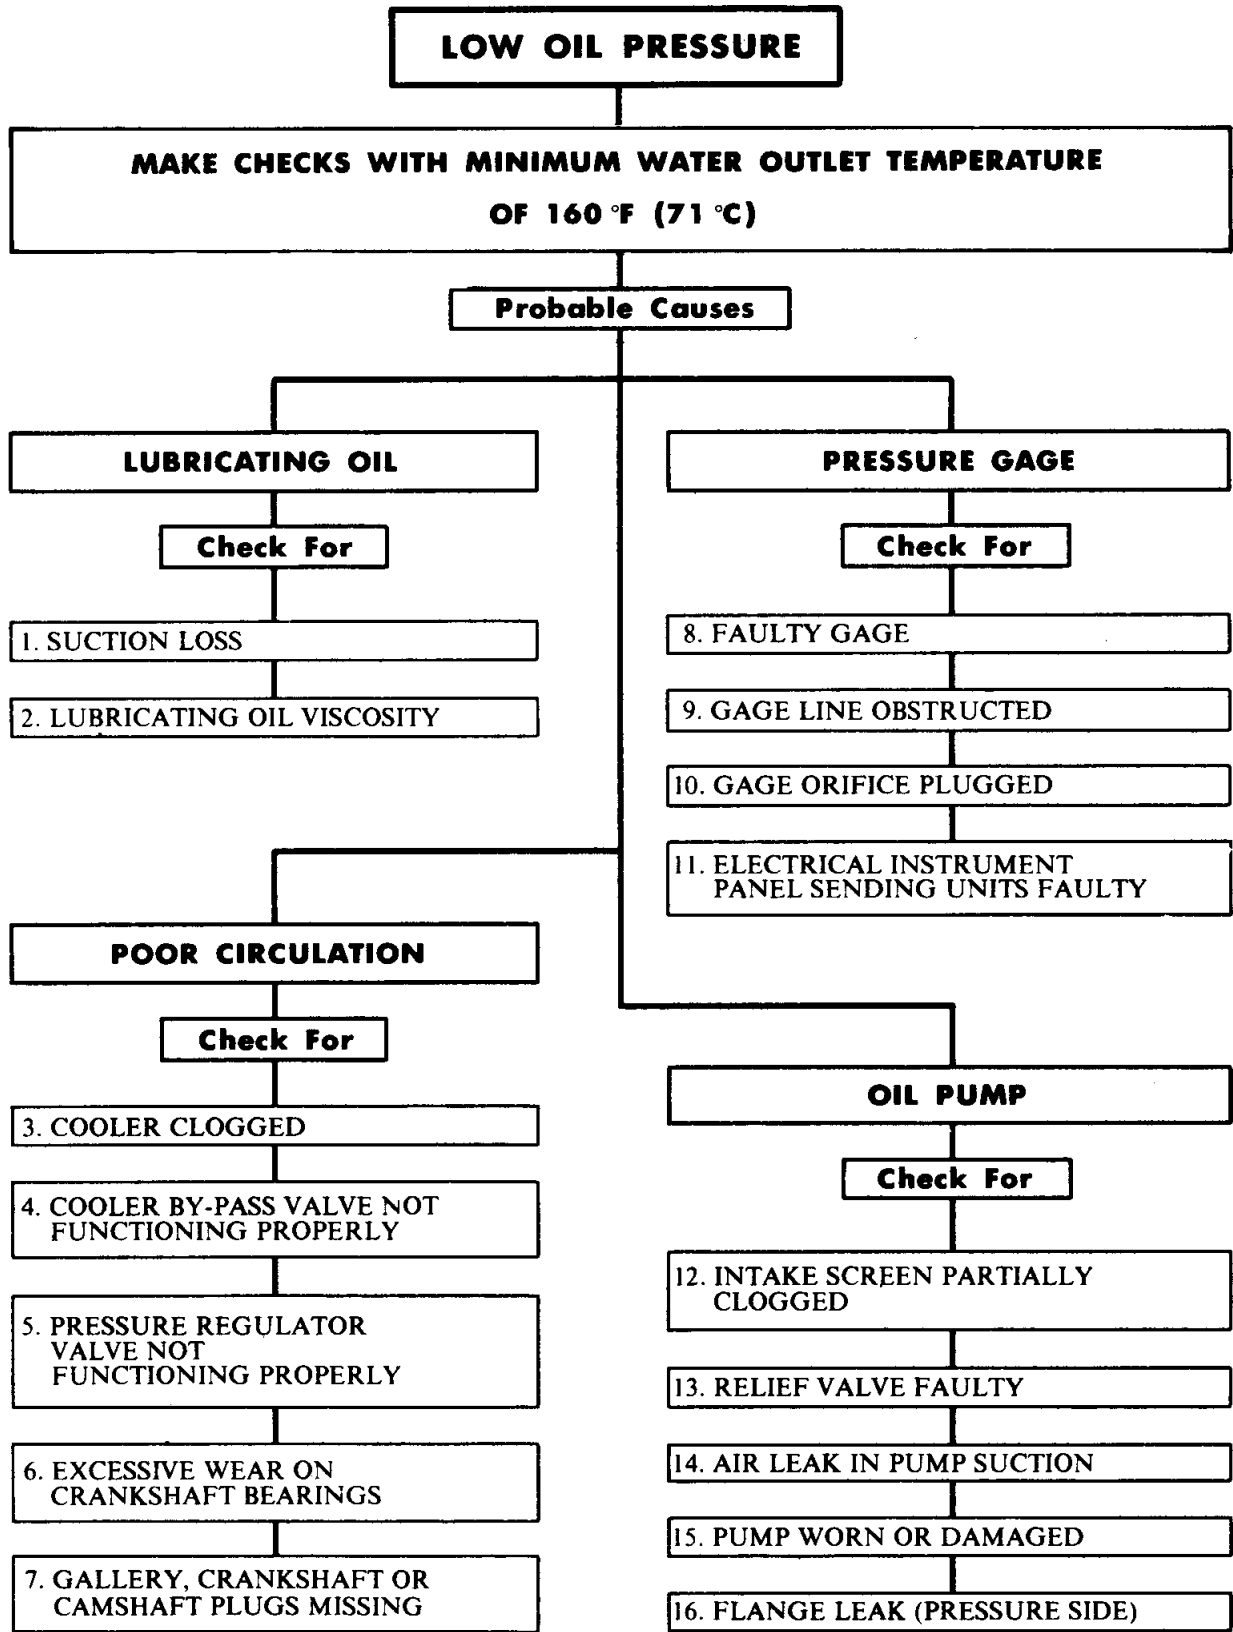 LOW OIL PRESSURE
MAKE CHECKS WITH MINIMUM WATER OUTLET TEMPERATURE
OF 160 °F (71 °C)
Probable Causes
LUBRICATING OIL
Check For
1. SUCTION LOSS
2. LUBRICATING OIL VISCOSITY
PRESSURE GAGE
Check For
8. FAULTY GAGE
9. GAGE LINE OBSTRUCTED
10. GAGE ORIFICE PLUGGED
11. ELECTRICAL INSTRUMENT
PANEL SENDING UNITS FAULTY
POOR CIRCULATION
Check For
3. COOLER CLOGGED
4. COOLER BY-PASS VALVE NOT
FUNCTIONING PROPERLY
5. PRESSURE REGULATOR
VALVE NOT
FUNCTIONING PROPERLY
6. EXCESSIVE WEAR ON
CRANKSHAFT BEARINGS
7. GALLERY, CRANKSHAFT OR
CAMSHAFT PLUGS MISSING
OIL PUMP
Check For
12. INTAKE SCREEN PARTIALLY
CLOGGED
13. RELIEF VALVE FAULTY
14. AIR LEAK IN PUMP SUCTION
15. PUMP WORN OR DAMAGED
16. FLANGE LEAK (PRESSURE SIDE)